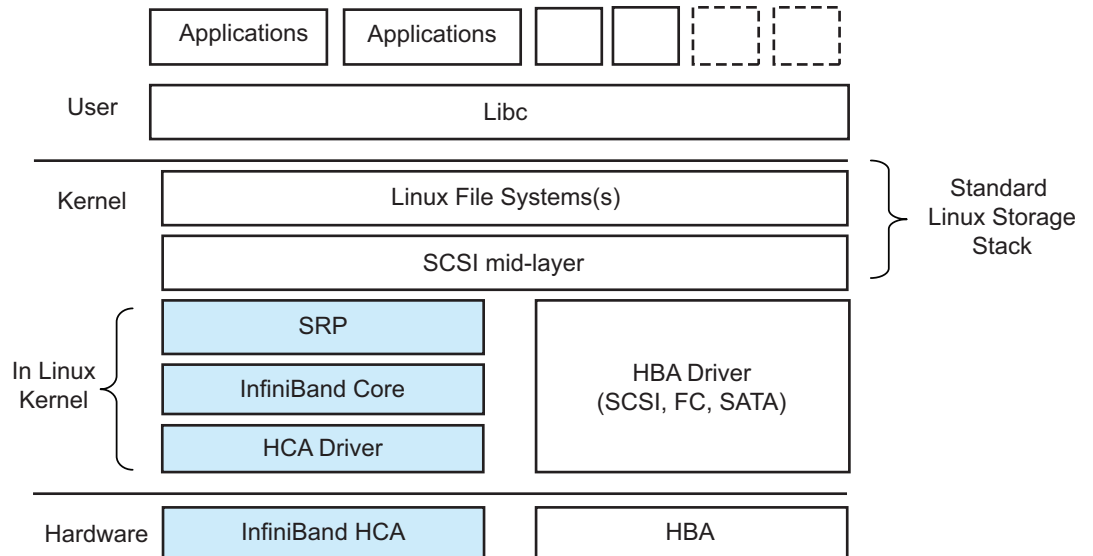 Applications
Applications
User
Libc
Kernel
Linux File Systems(s)
Standard
Linux Storage
Stack
SCSI mid-layer
SRP
In Linux
Kernel
InfiniBand Core
HBA Driver
(SCSI, FC, SATA)
HCA Driver
Hardware
InfiniBand HCA
HBA